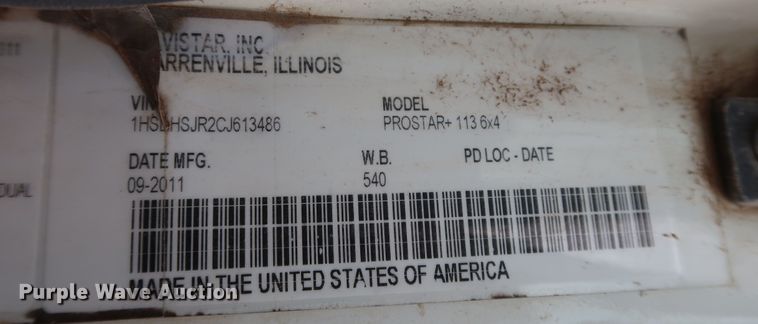 VISTAR, INC
ARRENVILLE, ILLINOIS
VIN
MODEL
PROSTAR+ 113 6x4
DATE MFG.
W.B.
PD LOC - DATE
09-2011
540
DUAL
MADE IN THE UNITED STATES OF AMERICA
Purple Wave Auction